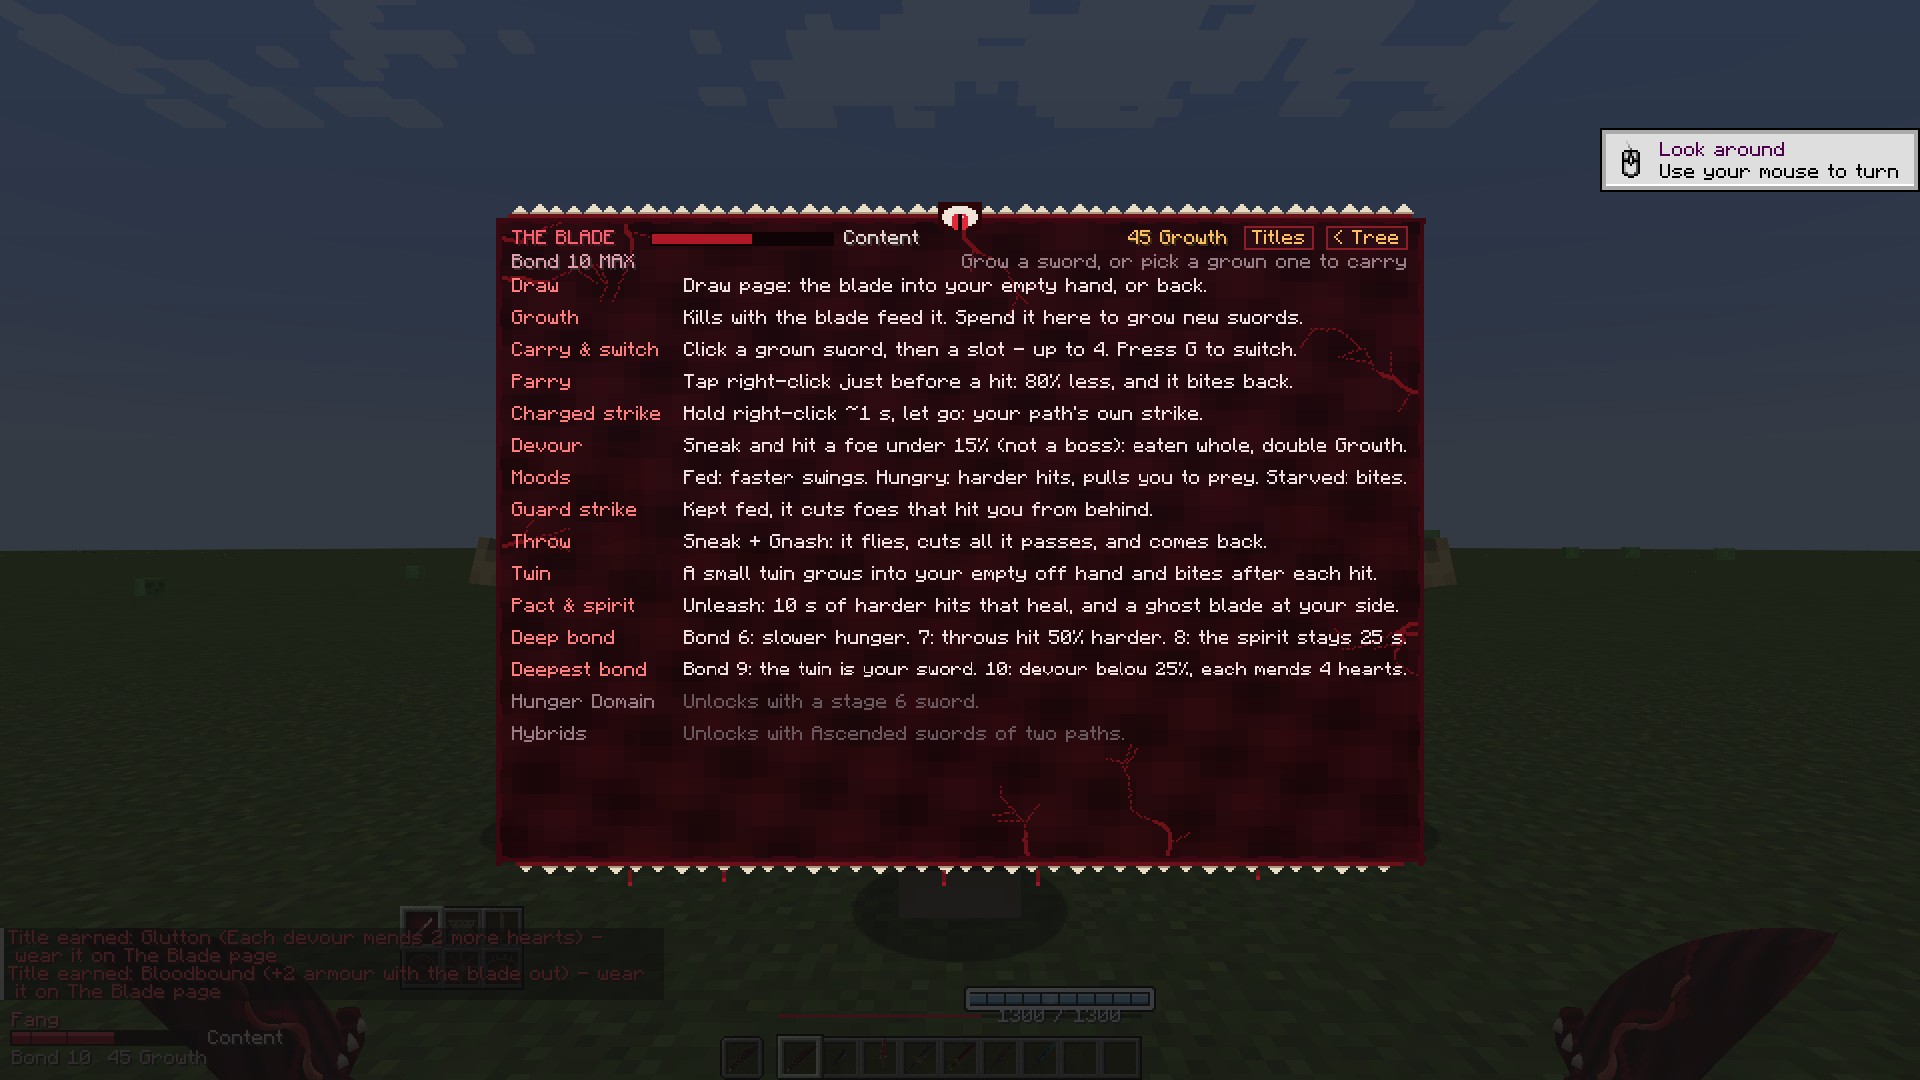 Look around
Use your mouse to turn
THE BLADE
Content
45 Growth
Titles
< Tree
Bond 10 MAX
Grow a sword, or pick a grown one to carry
Draw
Draw page: the blade into your empty hand, or back.
Growth
Kills with the blade feed it. Spend it here to grow new swords.
Carry & switch
Click a grown sword, then a slot – up to 4. Press G to switch.
Parry
Tap right-click just before a hit: 80% less, and it bites back.
Charged strike
Hold right-click ~1 s, let go: your path's own strike.
Devour
Sneak and hit a foe under 15% (not a boss): eaten whole, double Growth.
Moods
Fed: faster swings. Hungry: harder hits, pulls you to prey. Starved: bites.
Guard strike
Kept fed, it cuts foes that hit you from behind.
Throw
Sneak + Gnash: it flies, cuts all it passes, and comes back.
Twin
A small twin grows into your empty off hand and bites after each hit.
Pact & spirit
Unleash: 10 s of harder hits that heal, and a ghost blade at your side.
Deep bond
Bond 6: slower hunger. 7: throws hit 50% harder. 8: the spirit stays 25 s.
Deepest bond
Bond 9: the twin is your sword. 10: devour below 25%, each mends 4 hearts.
Hunger Domain
Unlocks with a stage 6 sword.
Hybrids
Unlocks with Ascended swords of two paths.
Title earned: Glutton (Each devour mends 2 more hearts) –
wear it on The Blade page
Title earned: Bloodbound (+2 armour with the blade out) – wear
it on The Blade page
Fang
Content
Bond 10 45 Growth
1300 / 1300